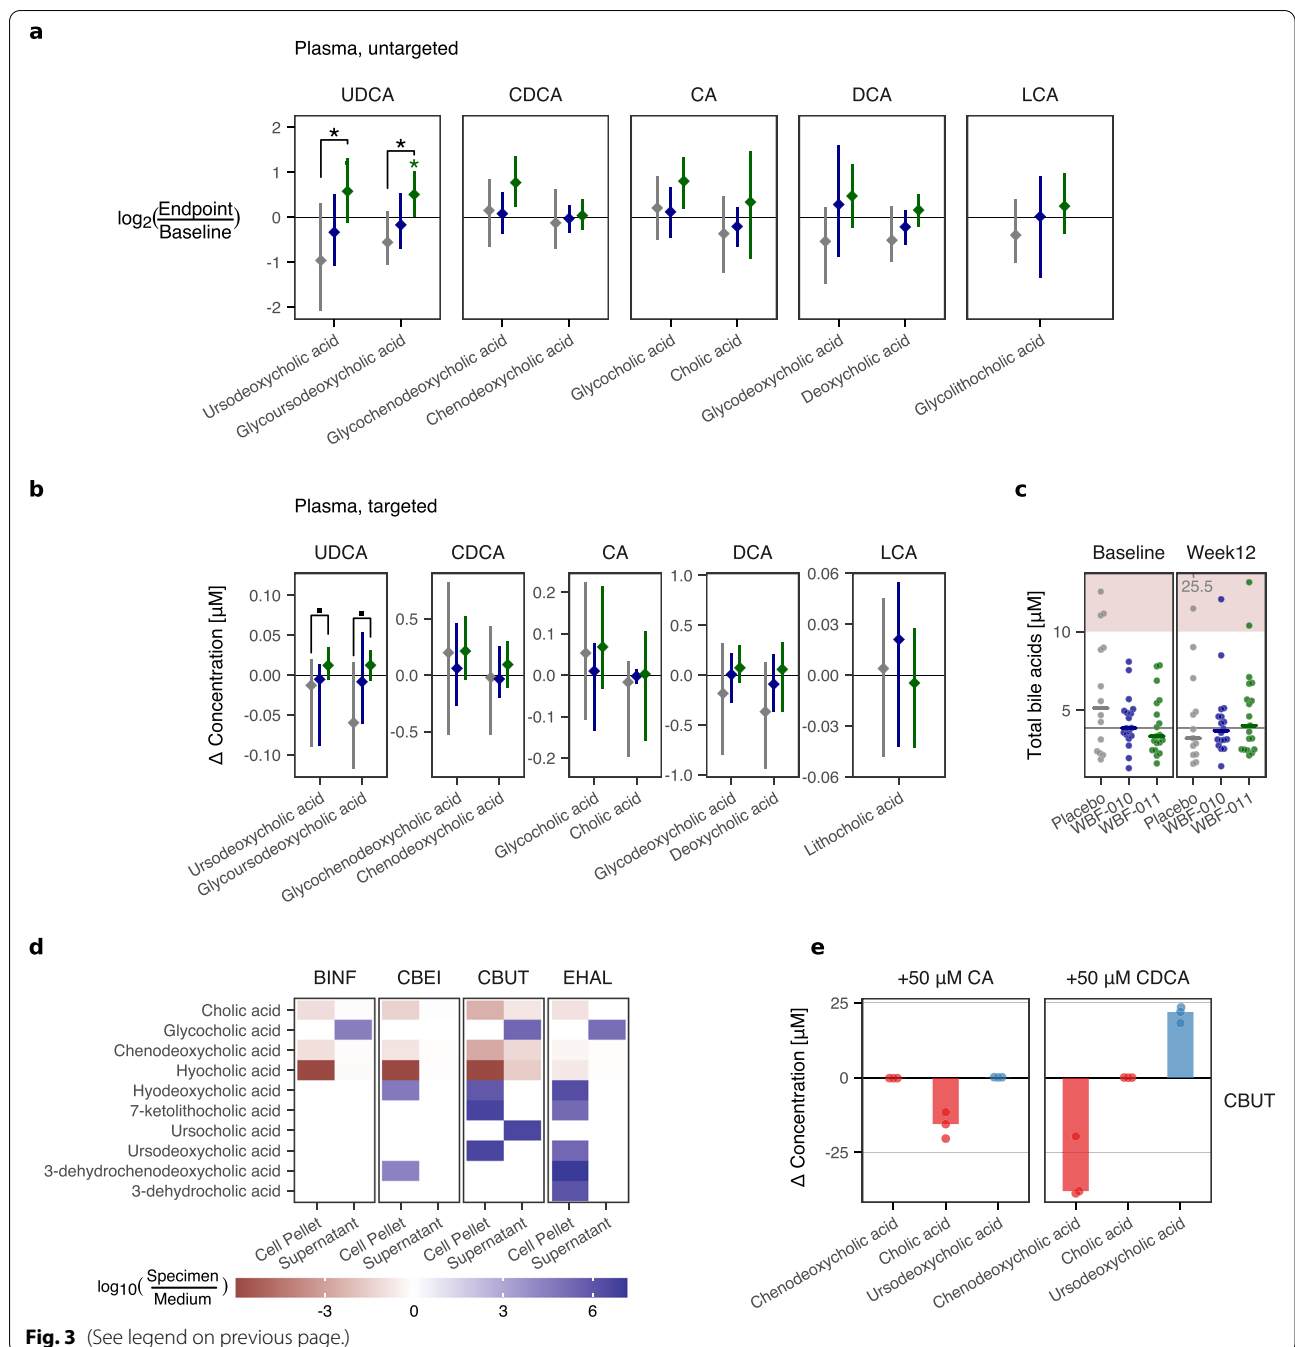 a
Plasma, untargeted
UDCA CDCA CA DCA LCA
2
1
0
-1
-2
log2(Endpoint/Baseline)
* * *
Ursodeoxycholic acid
Glycoursodeoxycholic acid
Glycochenodeoxycholic acid
Chenodeoxycholic acid
Glycocholic acid
Cholic acid
Glycodeoxycholic acid
Deoxycholic acid
Glycolithocholic acid
b
Plasma, targeted
UDCA CDCA CA DCA LCA
Δ Concentration [µM]
0.10
0.05
0.00
-0.05
-0.10
0.5
0.0
-0.5
0.2
0.1
0.0
-0.1
-0.2
1.0
0.5
0.0
-0.5
-1.0
0.06
0.03
0.00
-0.03
-0.06
Ursodeoxycholic acid
Glycoursodeoxycholic acid
Glycochenodeoxycholic acid
Chenodeoxycholic acid
Glycocholic acid
Cholic acid
Glycodeoxycholic acid
Deoxycholic acid
Lithocholic acid
c
Baseline Week12
Total bile acids [µM]
10
5
25.5
Placebo
WBF-010
WBF-011
Placebo
WBF-010
WBF-011
d
BINF CBEI CBUT EHAL
Cholic acid
Glycocholic acid
Chenodeoxycholic acid
Hyocholic acid
Hyodeoxycholic acid
7-ketolithocholic acid
Ursocholic acid
Ursodeoxycholic acid
3-dehydrochenodeoxycholic acid
3-dehydrocholic acid
Cell Pellet
Supernatant
Cell Pellet
Supernatant
Cell Pellet
Supernatant
Cell Pellet
Supernatant
log10(Specimen/Medium)
-3 0 3 6
e
+50 µM CA +50 µM CDCA
Δ Concentration [µM]
25
0
-25
CBUT
Chenodeoxycholic acid
Cholic acid
Ursodeoxycholic acid
Chenodeoxycholic acid
Cholic acid
Ursodeoxycholic acid
Fig. 3 (See legend on previous page.)